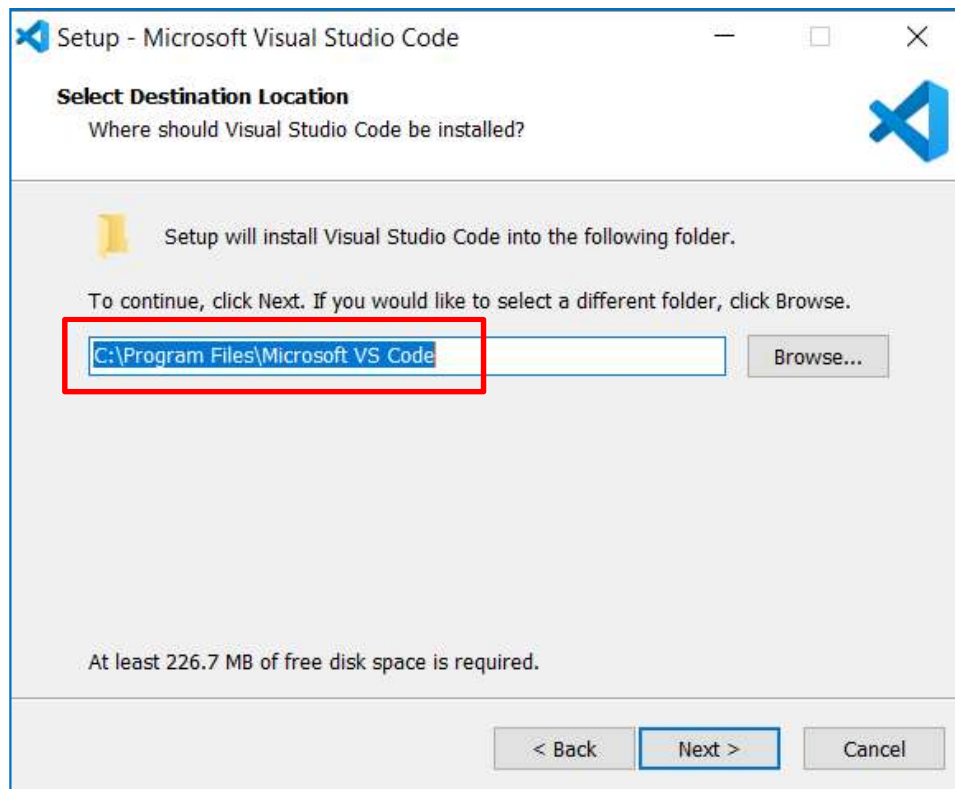 Setup - Microsoft Visual Studio Code
Select Destination Location
Where should Visual Studio Code be installed?
Setup will install Visual Studio Code into the following folder.
To continue, click Next. If you would like to select a different folder, click Browse.
C:\Program Files\Microsoft VS Code
Browse...
At least 226.7 MB of free disk space is required.
< Back
Next >
Cancel